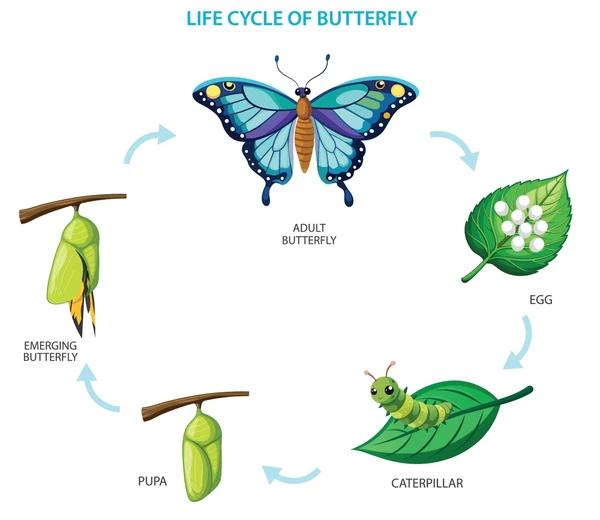 LIFE CYCLE OF BUTTERFLY
ADULT
BUTTERFLY
EGG
CATERPILLAR
PUPA
EMERGING
BUTTERFLY